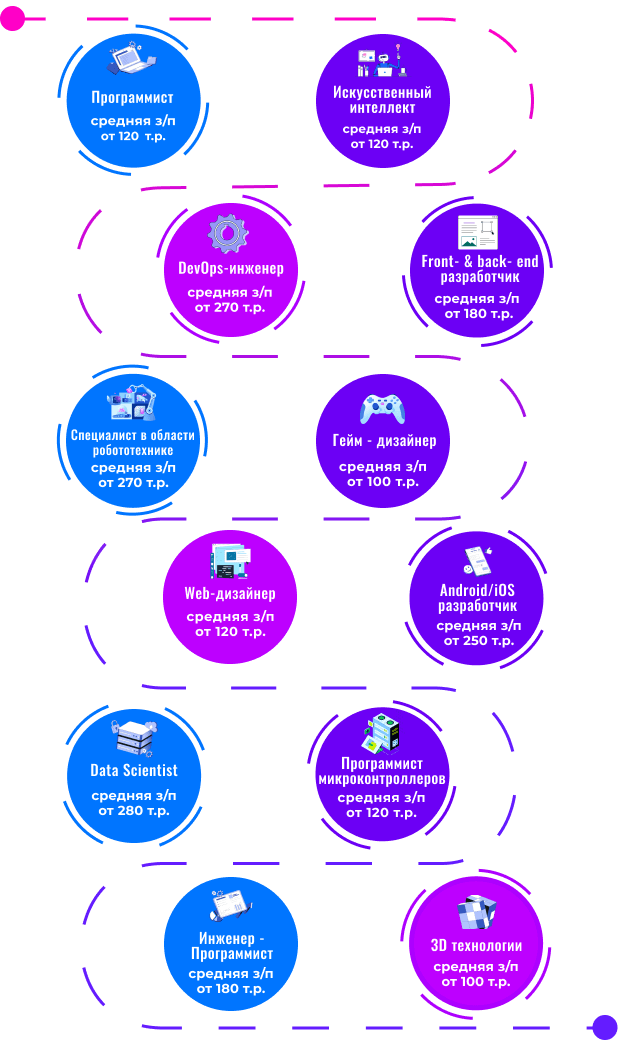 Программист
средняя з/п
от 120 т.р.
Искусственный
интеллект
средняя з/п
от 120 т.р.
DevOps-инженер
средняя з/п
от 270 т.р.
Front- & back- end
разработчик
средняя з/п
от 180 т.р.
Специалист в области
робототехнике
средняя з/п
от 270 т.р.
Гейм - дизайнер
средняя з/п
от 100 т.р.
Web-дизайнер
средняя з/п
от 120 т.р.
Android/iOS
разработчик
средняя з/п
от 250 т.р.
Data Scientist
средняя з/п
от 280 т.р.
Программист
микроконтроллеров
средняя з/п
от 120 т.р.
Инженер -
Программист
средняя з/п
от 180 т.р.
3D технологии
средняя з/п
от 100 т.р.